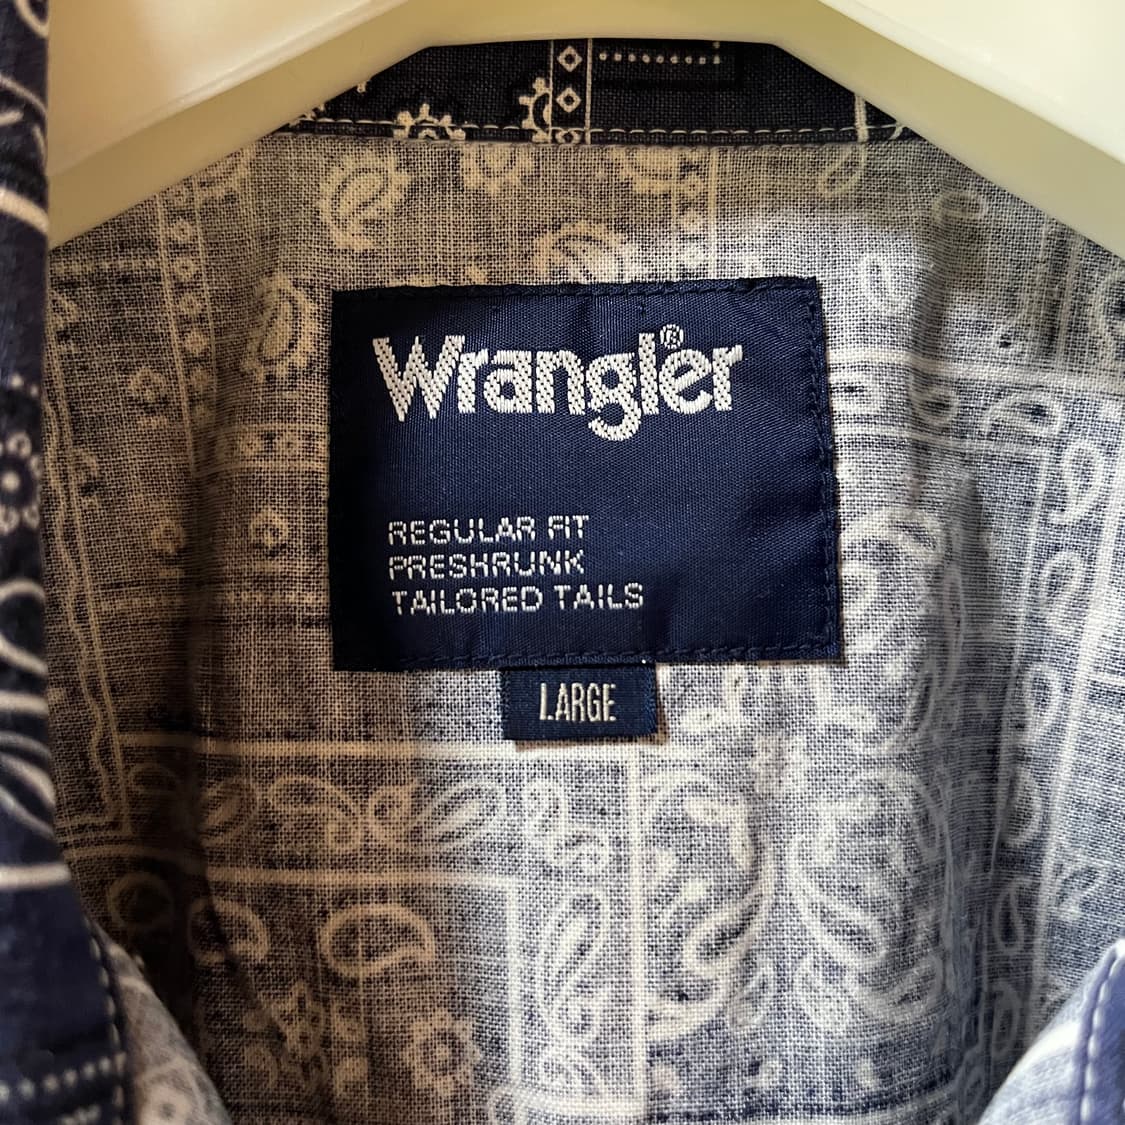 Wrangler®
REGULAR FIT
PRESHRUNK
TAILORED TAILS
LARGE